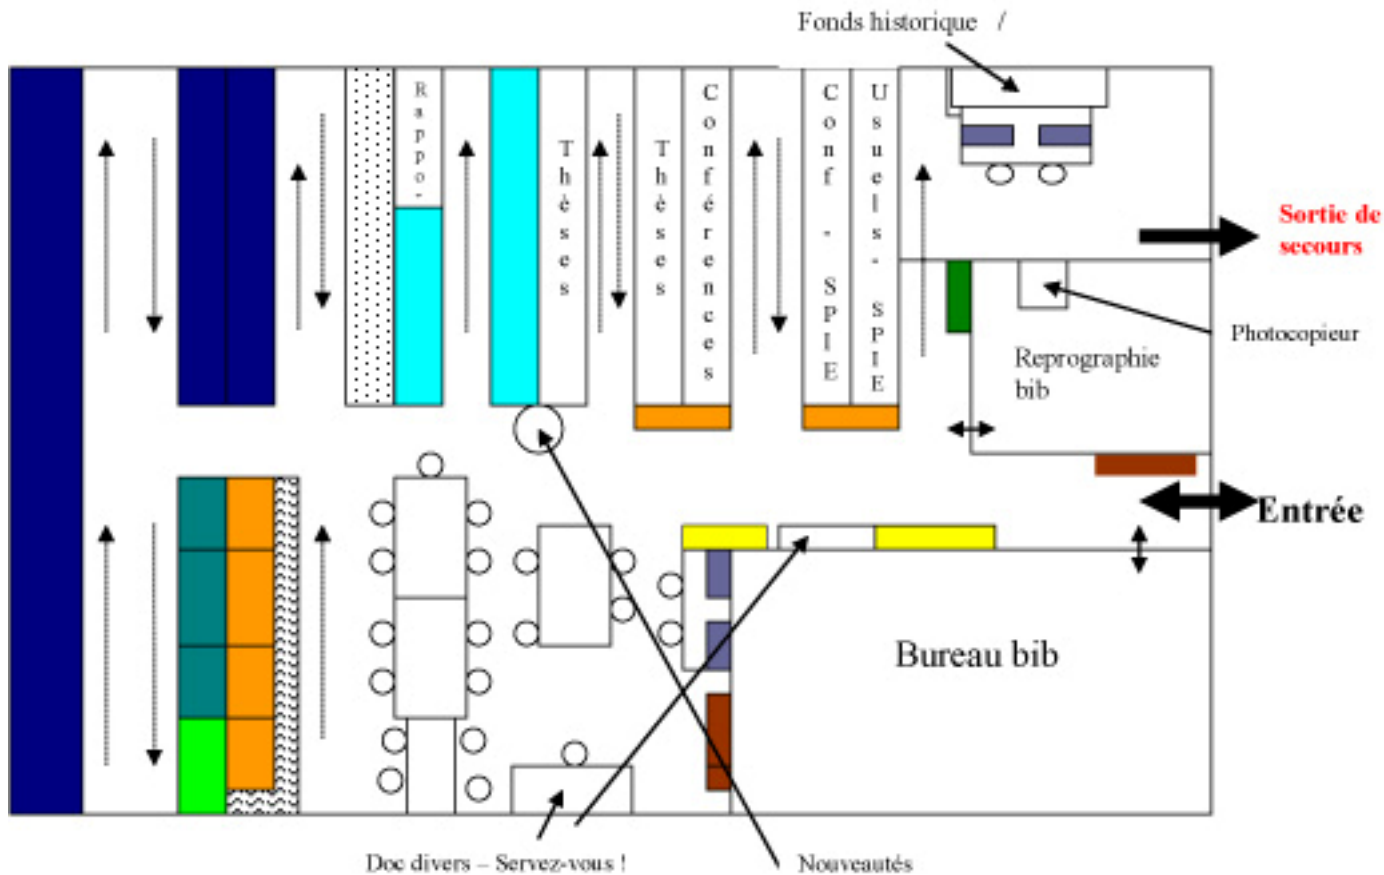 Fonds historique /
Rappo-
Thèses
Thèses
Conférences
Conf - SPIE
Usuels- SPIE
Sortie de
secours
Photocopieur
Reprographie
bib
Entrée
Bureau bib
Doc divers – Servez-vous !
Nouveautés